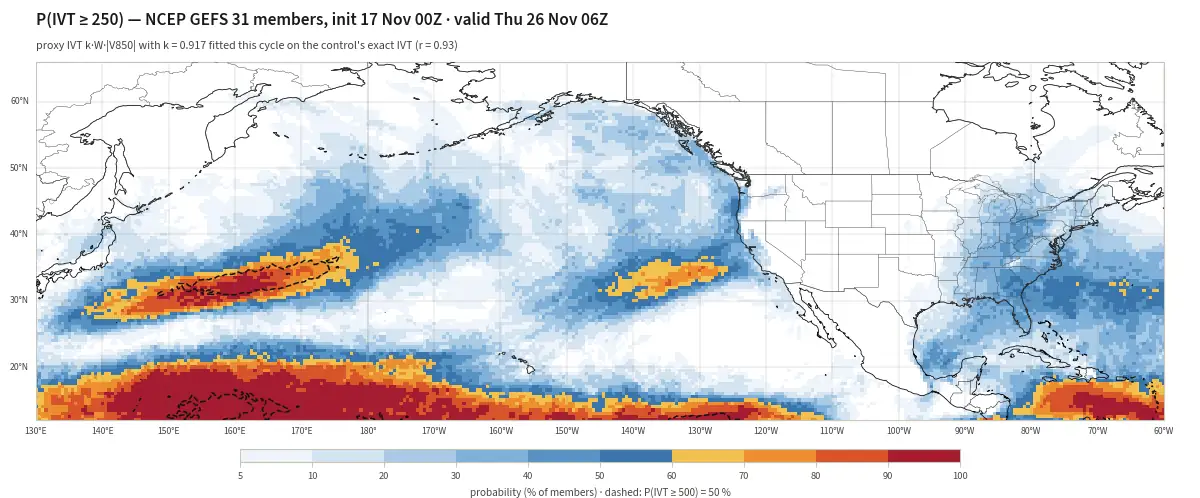 P(IVT ≥ 250) — NCEP GEFS 31 members, init 17 Nov 00Z · valid Thu 26 Nov 06Z
proxy IVT k·W·|V850| with k = 0.917 fitted this cycle on the control's exact IVT (r = 0.93)
60°N
50°N
40°N
30°N
20°N
130°E 140°E 150°E 160°E 170°E 180° 170°W 160°W 150°W 140°W 130°W 120°W 110°W 100°W 90°W 80°W 70°W 60°W
5 10 20 30 40 50 60 70 80 90 100
probability (% of members) · dashed: P(IVT ≥ 500) = 50 %